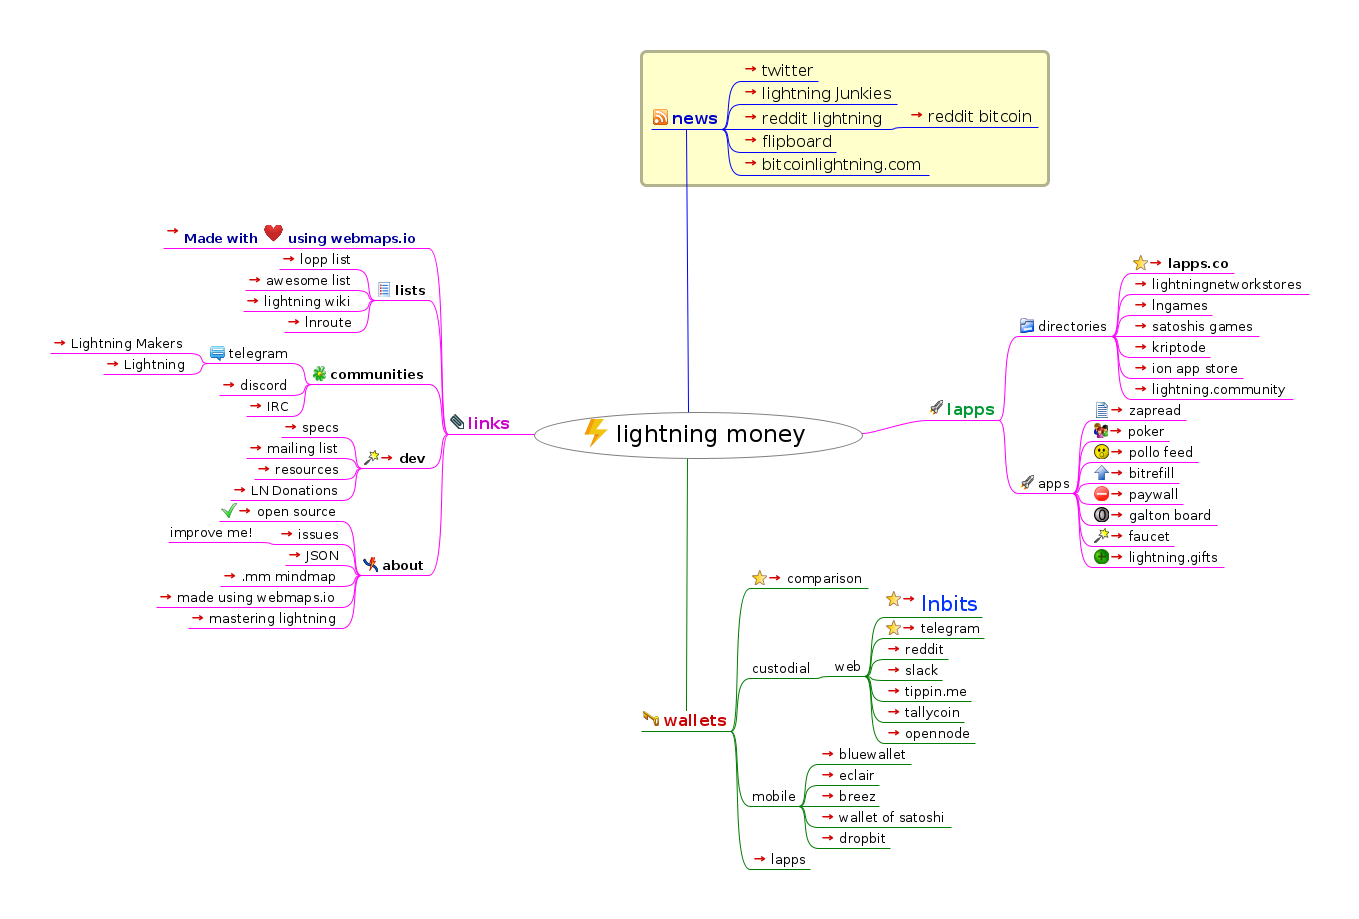 twitter
lightning Junkies
reddit lightning
reddit bitcoin
news
flipboard
bitcoinlightning.com
Made with using webmaps.io
lopp list
awesome list
lists
lightning wiki
lnroute
Lightning Makers
telegram
Lightning
communities
discord
IRC
links
specs
mailing list
dev
resources
LN Donations
open source
improve me!
issues
JSON
about
.mm mindmap
made using webmaps.io
mastering lightning
lightning money
lapps
lapps.co
lightningnetworkstores
lngames
directories
satoshis games
kriptode
ion app store
lightning.community
zapread
poker
pollo feed
bitrefill
apps
paywall
galton board
faucet
lightning.gifts
wallets
comparison
custodial
web
lnbits
telegram
reddit
slack
tippin.me
tallycoin
opennode
mobile
bluewallet
eclair
breez
wallet of satoshi
dropbit
lapps